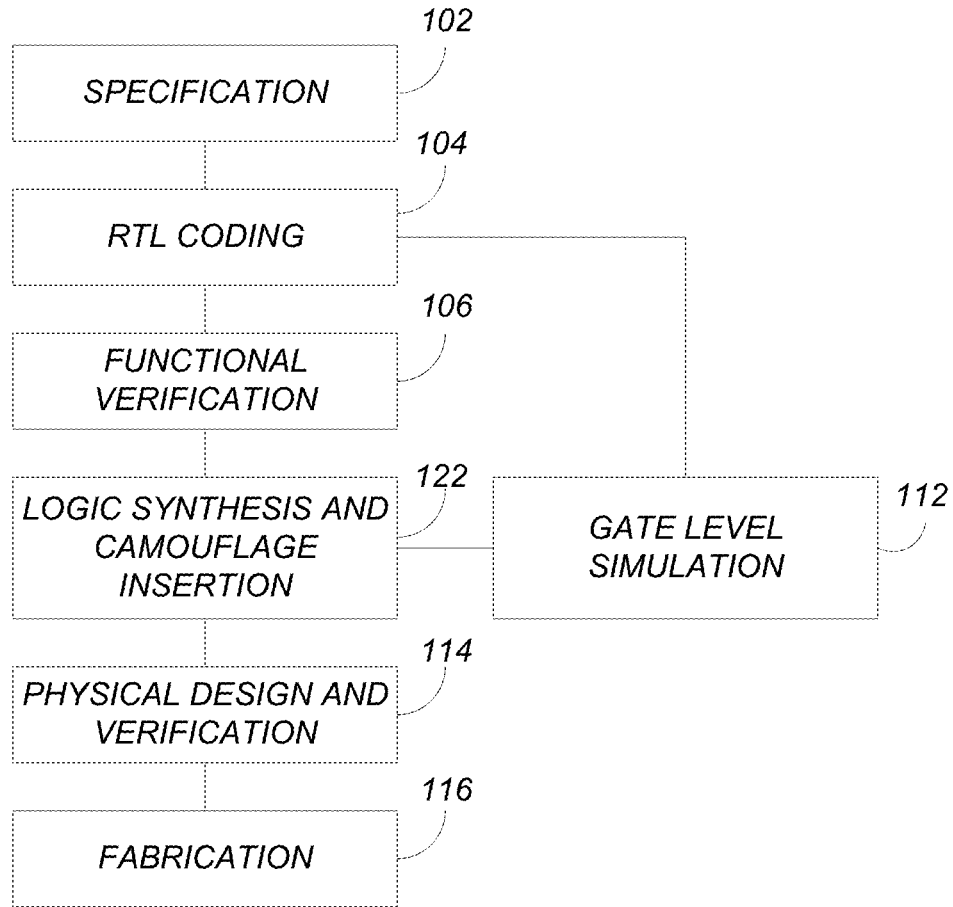 102
SPECIFICATION
104
RTL CODING
106
FUNCTIONAL
VERIFICATION
122
LOGIC SYNTHESIS AND
CAMOUFLAGE
INSERTION
112
GATE LEVEL
SIMULATION
114
PHYSICAL DESIGN AND
VERIFICATION
116
FABRICATION